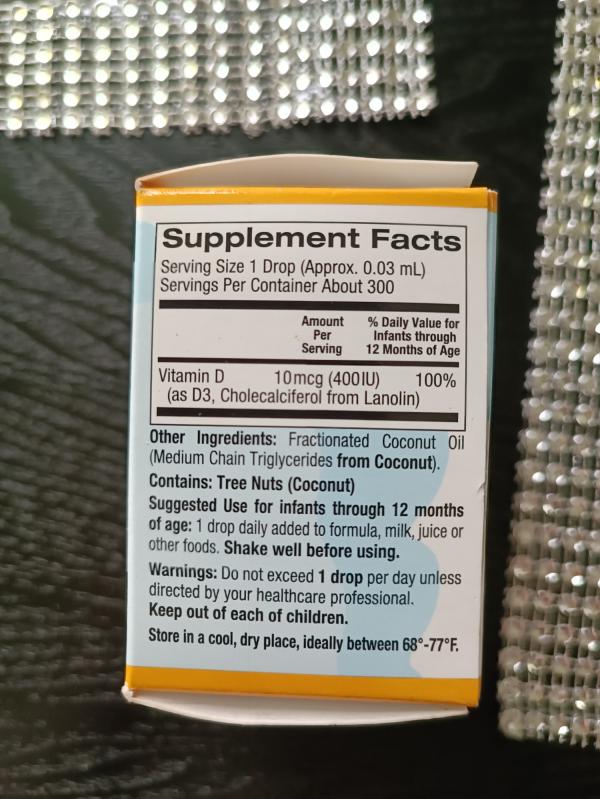 Supplement Facts
Serving Size 1 Drop (Approx. 0.03 mL)
Servings Per Container About 300
Amount Per Serving
% Daily Value for Infants through 12 Months of Age
Vitamin D 10 mcg (400 IU) 100%
(as D3, Cholecalciferol from Lanolin)
Other Ingredients: Fractionated Coconut Oil
(Medium Chain Triglycerides from Coconut).
Contains: Tree Nuts (Coconut)
Suggested Use for infants through 12 months
of age: 1 drop daily added to formula, milk, juice or
other foods. Shake well before using.
Warnings: Do not exceed 1 drop per day unless
directed by your healthcare professional.
Keep out of each of children.
Store in a cool, dry place, ideally between 68°-77°F.